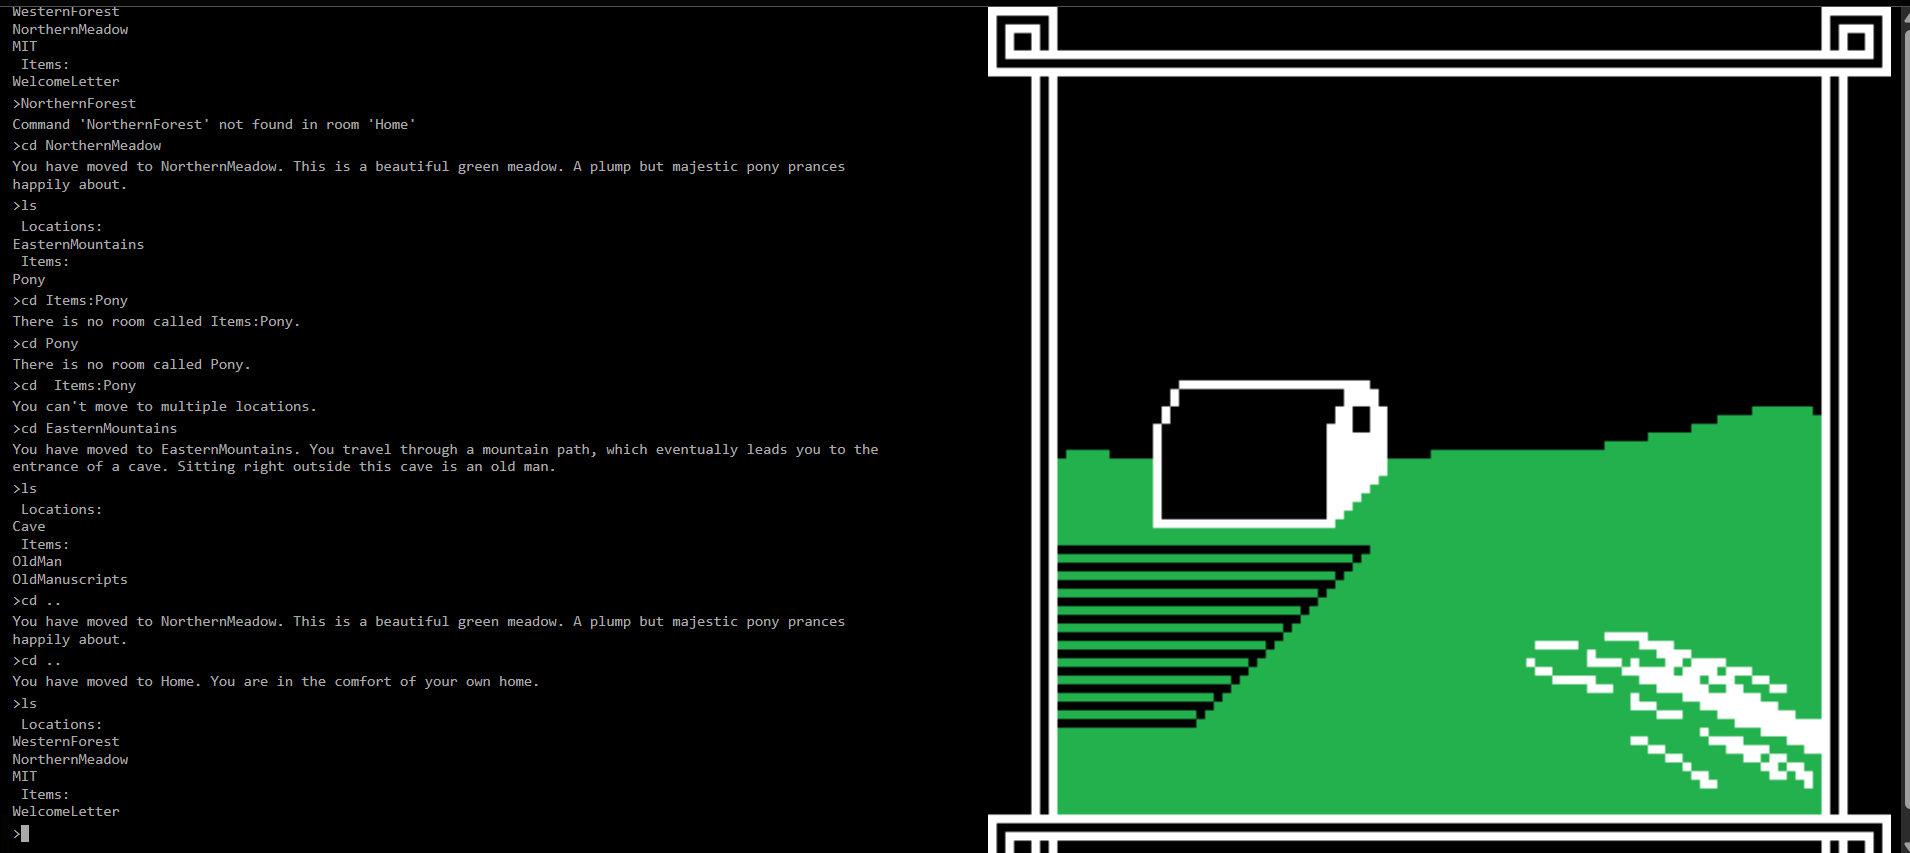 WesternForest
NorthernMeadow
MIT
 Items:
WelcomeLetter
>NorthernForest
Command 'NorthernForest' not found in room 'Home'
>cd NorthernMeadow
You have moved to NorthernMeadow. This is a beautiful green meadow. A plump but majestic pony prances
happily about.
>ls
 Locations:
EasternMountains
 Items:
Pony
>cd Items:Pony
There is no room called Items:Pony.
>cd Pony
There is no room called Pony.
>cd  Items:Pony
You can't move to multiple locations.
>cd EasternMountains
You have moved to EasternMountains. You travel through a mountain path, which eventually leads you to the
entrance of a cave. Sitting right outside this cave is an old man.
>ls
 Locations:
Cave
 Items:
OldMan
OldManuscripts
>cd ..
You have moved to NorthernMeadow. This is a beautiful green meadow. A plump but majestic pony prances
happily about.
>cd ..
You have moved to Home. You are in the comfort of your own home.
>ls
 Locations:
WesternForest
NorthernMeadow
MIT
 Items:
WelcomeLetter
>